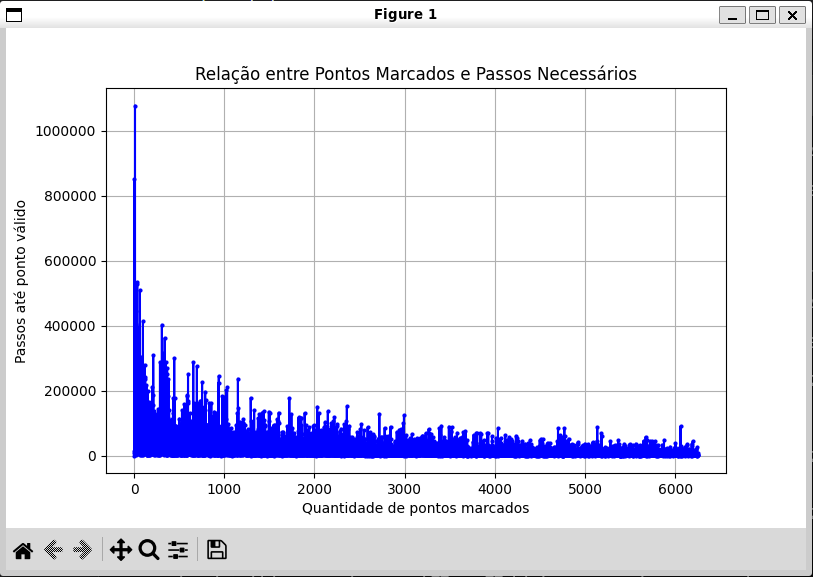 Figure 1
Relação entre Pontos Marcados e Passos Necessários
1000000
800000
600000
400000
200000
0
Passos até ponto válido
0 1000 2000 3000 4000 5000 6000
Quantidade de pontos marcados